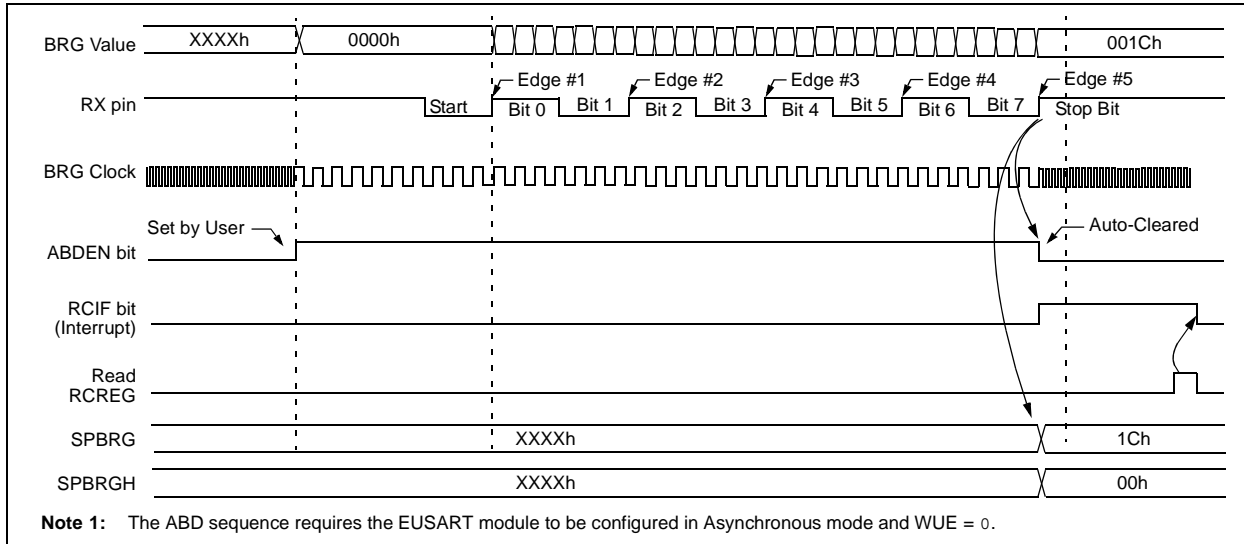 BRG Value XXXXh 0000h 001Ch
Edge #1 Edge #2 Edge #3 Edge #4 Edge #5
RX pin Start Bit 0 Bit 1 Bit 2 Bit 3 Bit 4 Bit 5 Bit 6 Bit 7 Stop Bit
BRG Clock
Set by User Auto-Cleared
ABDEN bit
RCIF bit
(Interrupt)
Read
RCREG
SPBRG XXXXh 1Ch
SPBRGH XXXXh 00h
Note 1: The ABD sequence requires the EUSART module to be configured in Asynchronous mode and WUE = 0.